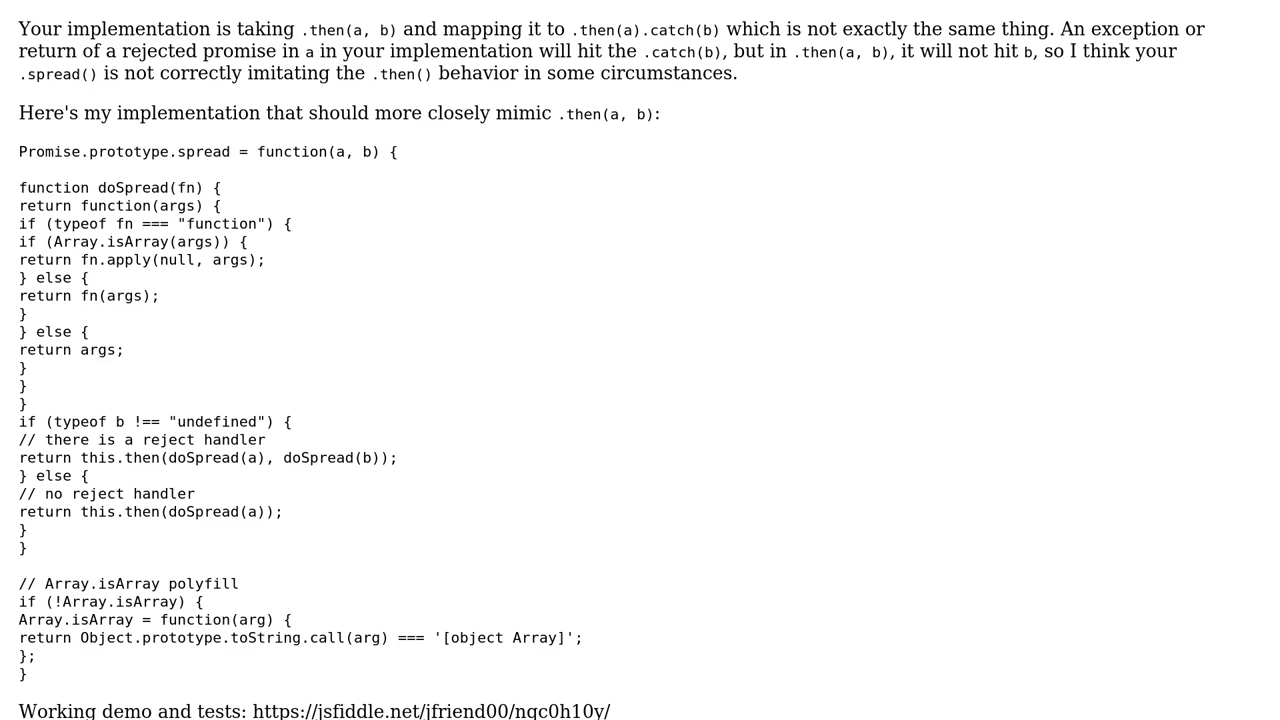 Your implementation is taking .then(a, b) and mapping it to .then(a).catch(b) which is not exactly the same thing. An exception or
return of a rejected promise in a in your implementation will hit the .catch(b), but in .then(a, b), it will not hit b, so I think your
.spread() is not correctly imitating the .then() behavior in some circumstances.
Here's my implementation that should more closely mimic .then(a, b):
Promise.prototype.spread = function(a, b) {
function doSpread(fn) {
return function(args) {
if (typeof fn === "function") {
if (Array.isArray(args)) {
return fn.apply(null, args);
} else {
return fn(args);
}
} else {
return args;
}
}
}
if (typeof b !== "undefined") {
// there is a reject handler
return this.then(doSpread(a), doSpread(b));
} else {
// no reject handler
return this.then(doSpread(a));
}
}
// Array.isArray polyfill
if (!Array.isArray) {
Array.isArray = function(arg) {
return Object.prototype.toString.call(arg) === '[object Array]';
};
}
Working demo and tests: https://jsfiddle.net/jfriend00/nqc0h10y/